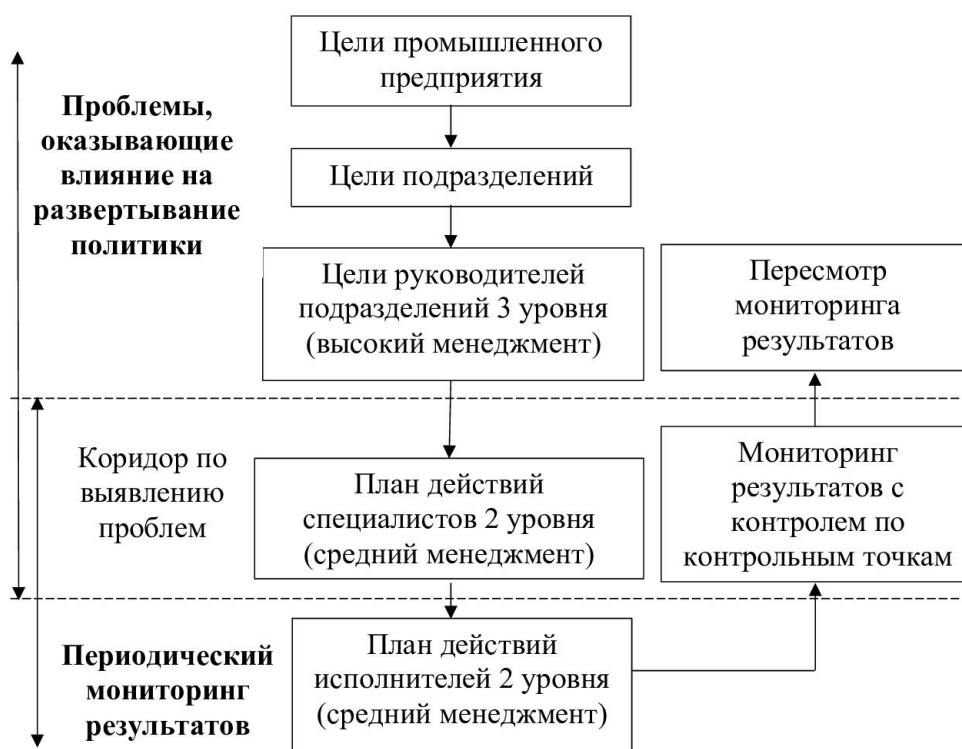 Цели промышленного
предприятия
Проблемы,
оказывающие
влияние на
развертывание
политики
Цели подразделений
Цели руководителей
подразделений 3 уровня
(высокий менеджмент)
Пересмотр
мониторинга
результатов
Коридор по
выявлению
проблем
План действий
специалистов 2 уровня
(средний менеджмент)
Мониторинг
результатов с
контролем по
контрольным точкам
Периодический
мониторинг
результатов
План действий
исполнителей 2 уровня
(средний менеджмент)